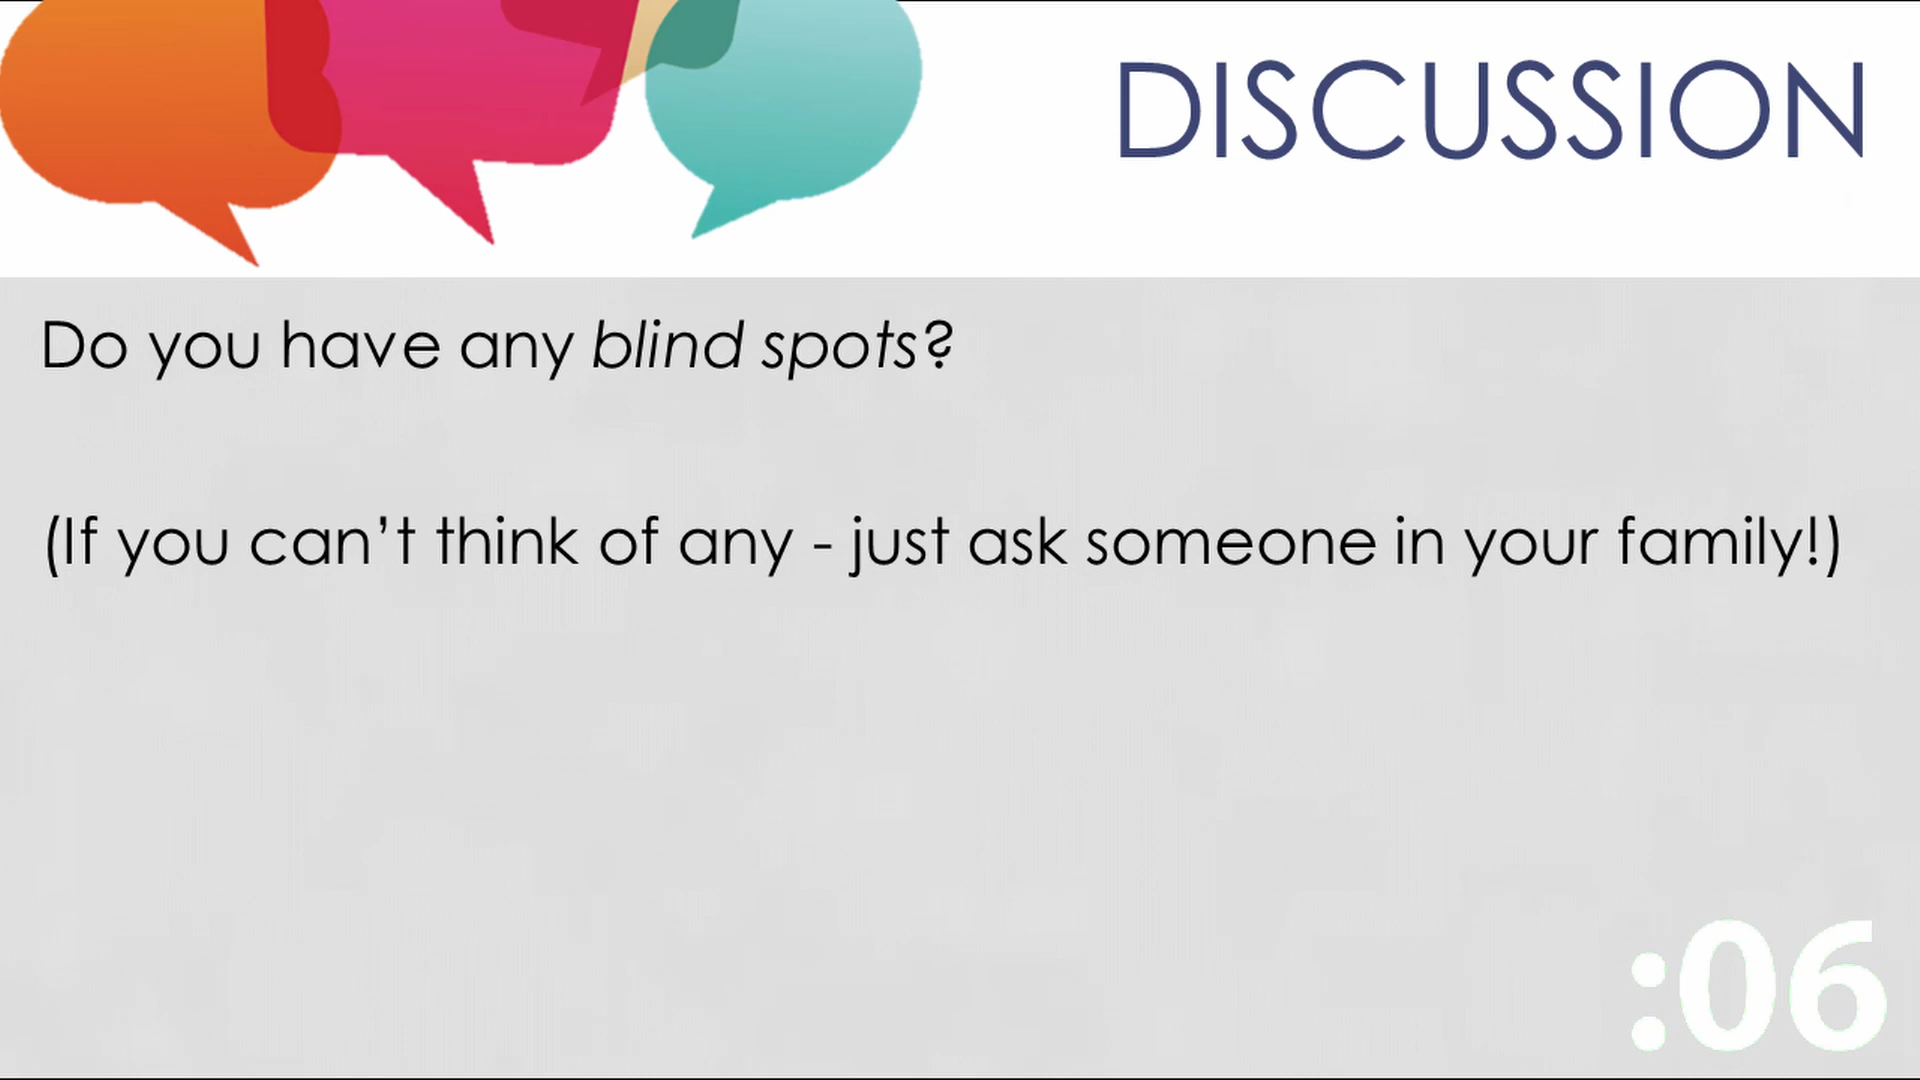 DISCUSSION
Do you have any blind spots?
(If you can’t think of any - just ask someone in your family!)
:06